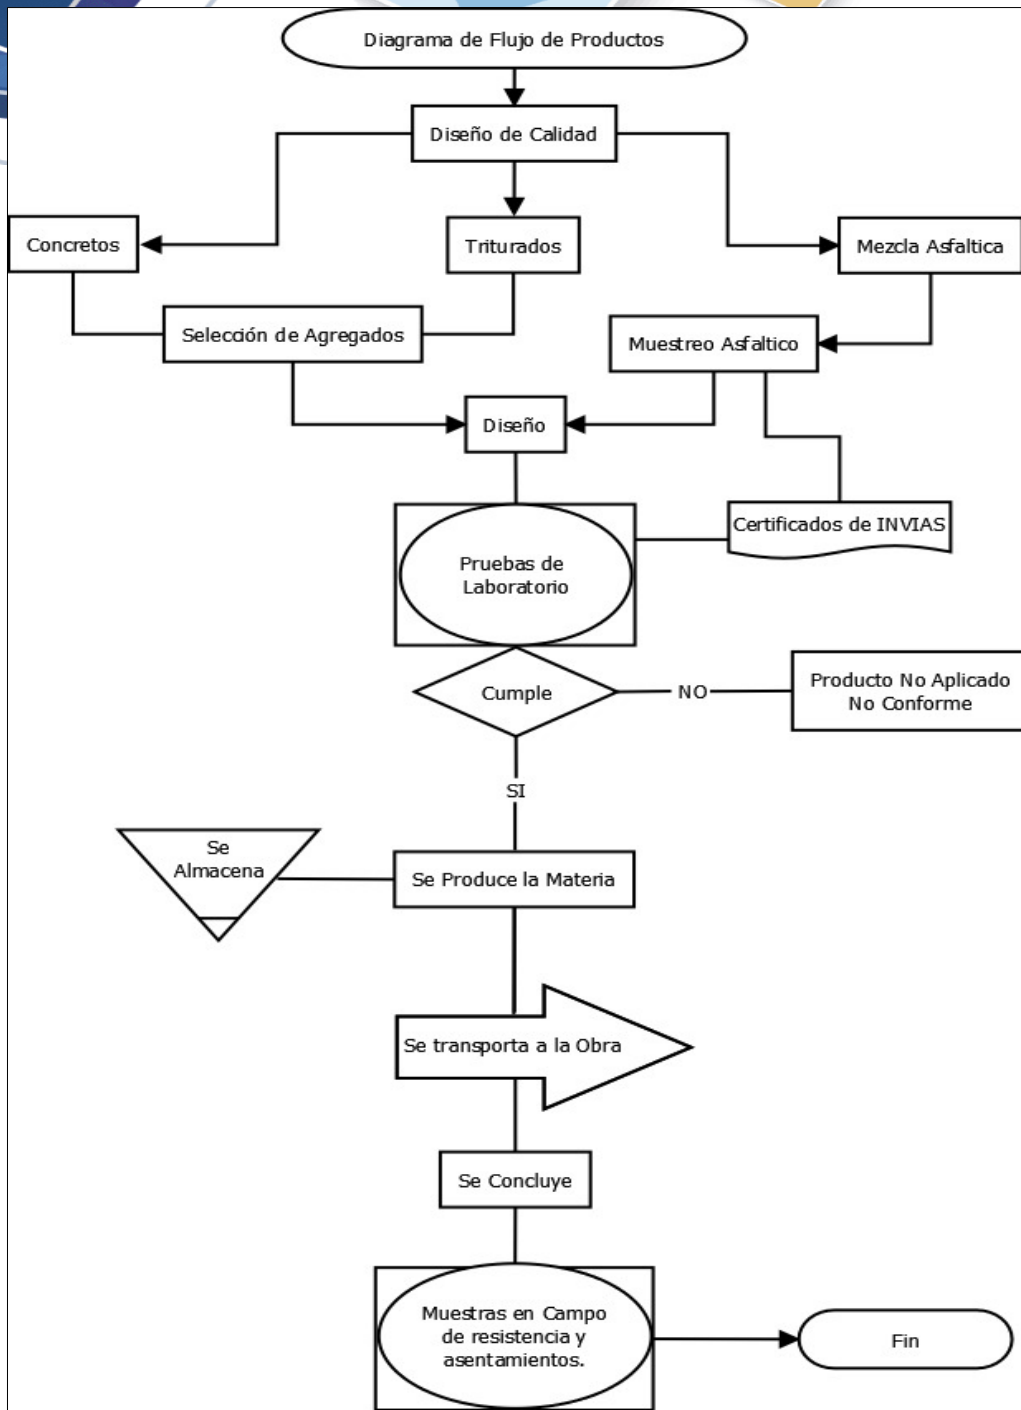 Diagrama de Flujo de Productos
Diseño de Calidad
Concretos
Triturados
Mezcla Asfaltica
Selección de Agregados
Muestreo Asfaltico
Diseño
Certificados de INVIAS
Pruebas de
Laboratorio
Cumple
NO
Producto No Aplicado
No Conforme
SI
Se
Almacena
Se Produce la Materia
Se transporta a la Obra
Se Concluye
Muestras en Campo
de resistencia y
asentamientos.
Fin